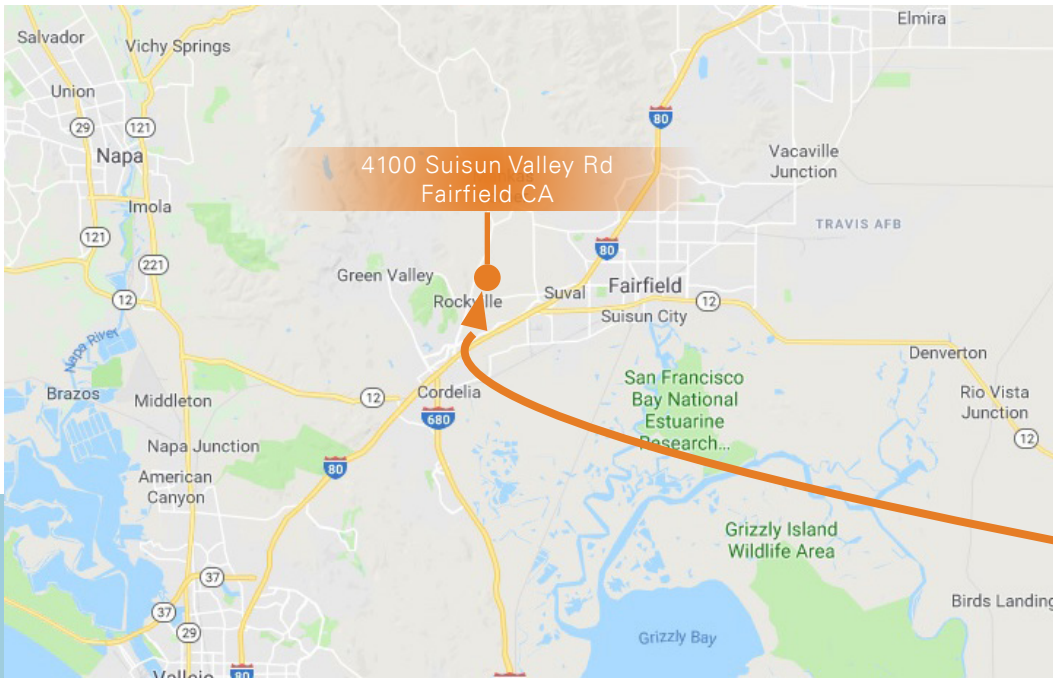 Elmira
Salvador
Vichy Springs
Union
80
29
121
Napa
4100 Suisun Valley Rd
Fairfield CA
Vacaville
Junction
Imola
TRAVIS AFB
121
221
80
Green Valley
12
Rockville
Suval
Fairfield
12
Suisun City
Napa River
Denverton
San Francisco
Bay National
Estuarine
Research...
Brazos
Middleton
12
Cordelia
680
Rio Vista
Junction
12
Napa Junction
80
American
Canyon
Grizzly Island
Wildlife Area
37
37
29
Birds Landing
Grizzly Bay
Vallejo
80